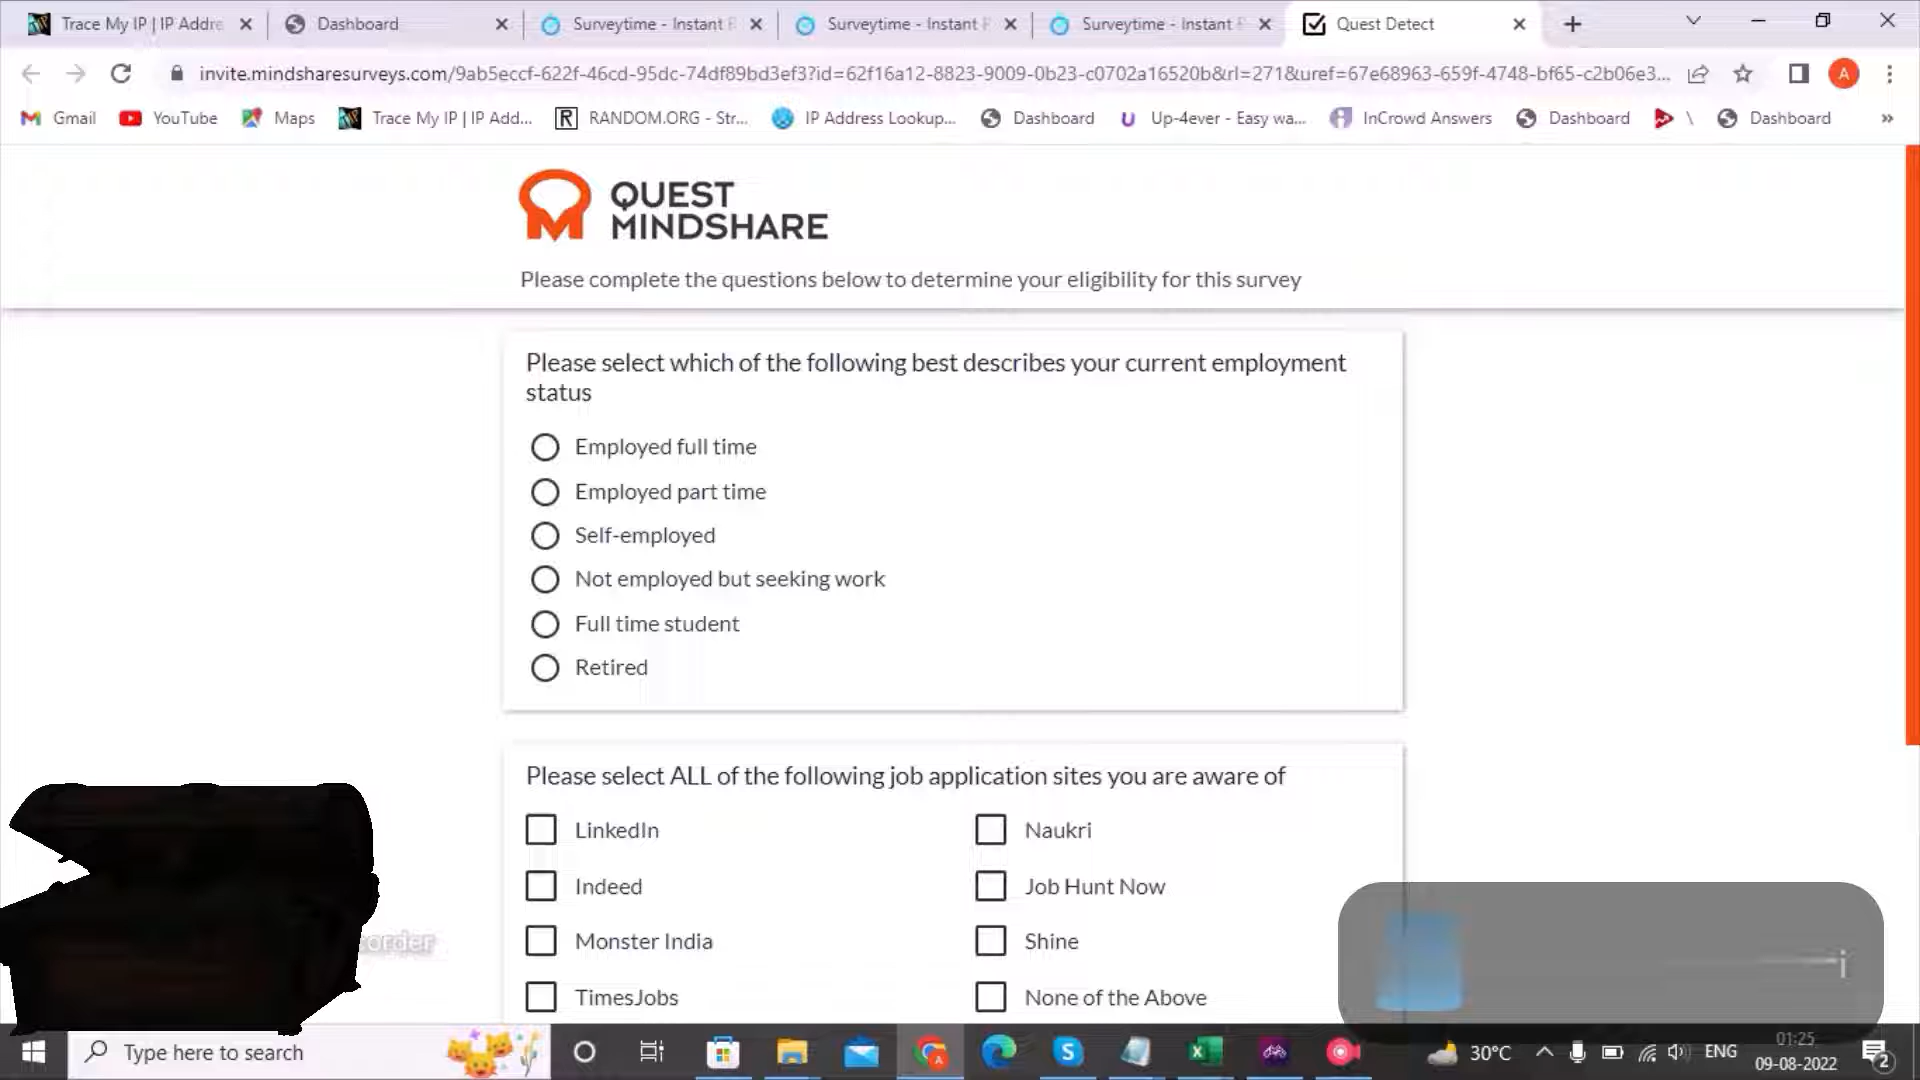 Trace My IP | IP Addre
Dashboard
Surveytime - Instant P
Surveytime - Instant P
Surveytime - Instant P
Quest Detect
invite.mindsharesurveys.com/9ab5eccf-622f-46cd-95dc-74df89bd3ef3?id=62f16a12-8823-9009-0b23-c0702a16520b&rl=271&uref=67e68963-659f-4748-bf65-c2b06e3...
A
Gmail
YouTube
Maps
Trace My IP | IP Add...
RANDOM.ORG - Str...
IP Address Lookup...
Dashboard
Up-4ever - Easy wa...
InCrowd Answers
Dashboard
\
Dashboard
»
QUEST
MINDSHARE
Please complete the questions below to determine your eligibility for this survey
Please select which of the following best describes your current employment
status
Employed full time
Employed part time
Self-employed
Not employed but seeking work
Full time student
Retired
Please select ALL of the following job application sites you are aware of
LinkedIn
Naukri
Indeed
Job Hunt Now
Monster India
Shine
TimesJobs
None of the Above
Type here to search
30°C
ENG
01:25
09-08-2022
2